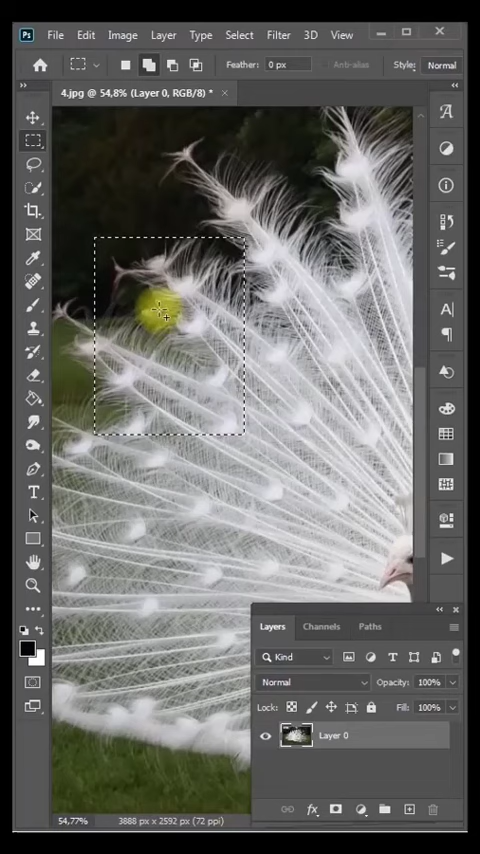 Ps File Edit Image Layer Type Select Filter 3D View
Feather: 0 px Anti-alias Style: Normal
4.jpg @ 54,8% (Layer 0, RGB/8) *
Layers Channels Paths
Kind
Normal Opacity: 100%
Lock: Fill: 100%
Layer 0
fx
54,77% 3888 px x 2592 px (72 ppi)